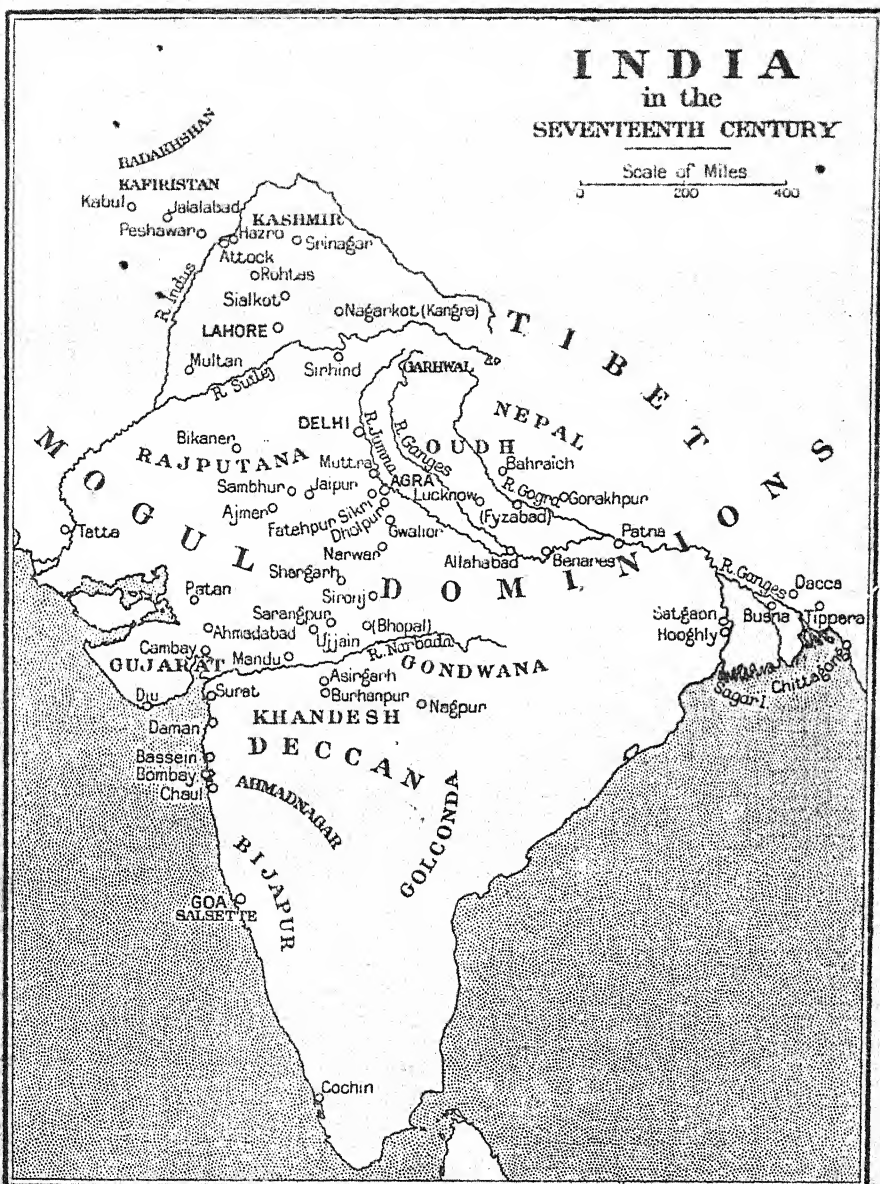 INDIA
in the
SEVENTEENTH CENTURY
Scale of Miles
0 200 400
BADAKHSHAN
KAFIRISTAN
Kabul
Jalalabad
KASHMIR
Peshawar
Hazro
Srinagar
Attock
Rohtas
R. Indus
Sialkot
Nagarkot (Kangra)
LAHORE
TIBET
Multan
Sirhind
GARHWAL
R. Sutlej
NEPAL
DELHI
R. Jumna
R. Ganges
OUDH
Bikaner
RAJPUTANA
Muttra
Bahraich
MOGUL DOMINIONS
Sambhur
Jaipur
AGRA
Lucknow
R. Gogra
Gorakhpur
Ajmer
Fatehpur Sikri
Dholpur
(Fyzabad)
Tatta
Gwalior
Patna
Narwar
Allahabad
Benares
Shargarh
R. Ganges
Dacca
Patan
Sironj
Busna
Tippera
Sarangpur
Satgaon
Ahmadabad
Ujjain
(Bhopal)
Hooghly
Cambay
R. Narbada
GUJARAT
Mandu
GONDWANA
Chittagong
Asirgarh
Sagar I.
Diu
Surat
Burhanpur
Nagpur
Daman
KHANDESH
DECCAN
Bassein
Bombay
Chaul
AHMADNAGAR
GOLCONDA
BIJAPUR
GOA
SALSETTE
Cochin